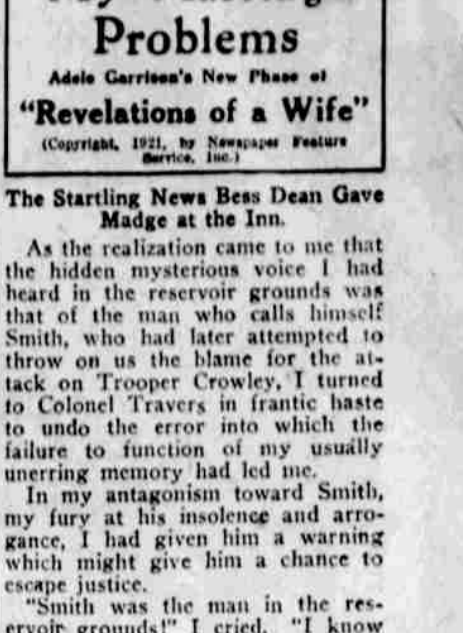 Problems
Adele Garrison's New Phase of
"Revelations of a Wife"
(Copyright, 1921, by Newspaper Feature
Service, Inc.)
The Startling News Bess Dean Gave
Madge at the Inn.
As the realization came to me that
the hidden mysterious voice I had
heard in the reservoir grounds was
that of the man who calls himself
Smith, who had later attempted to
throw on us the blame for the at-
tack on Trooper Crowley, I turned
to Colonel Travers in frantic haste
to undo the error into which the
failure to function of my usually
unerring memory had led me.
In my antagonism toward Smith,
my fury at his insolence and arro-
gance, I had given him a warning
which might give him a chance to
escape justice.
"Smith was the man in the res-
ervoir grounds!" I cried. "I know